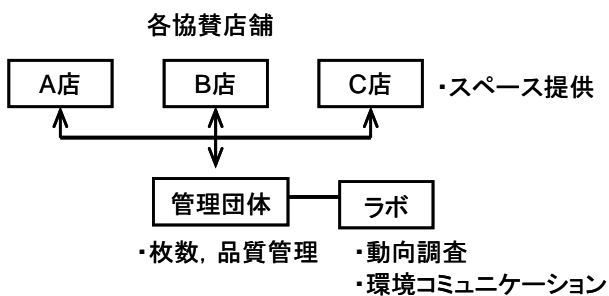 各協賛店舗
A店
B店
C店
・スペース提供
管理団体
ラボ
・枚数，品質管理
・動向調査
・環境コミュニケーション